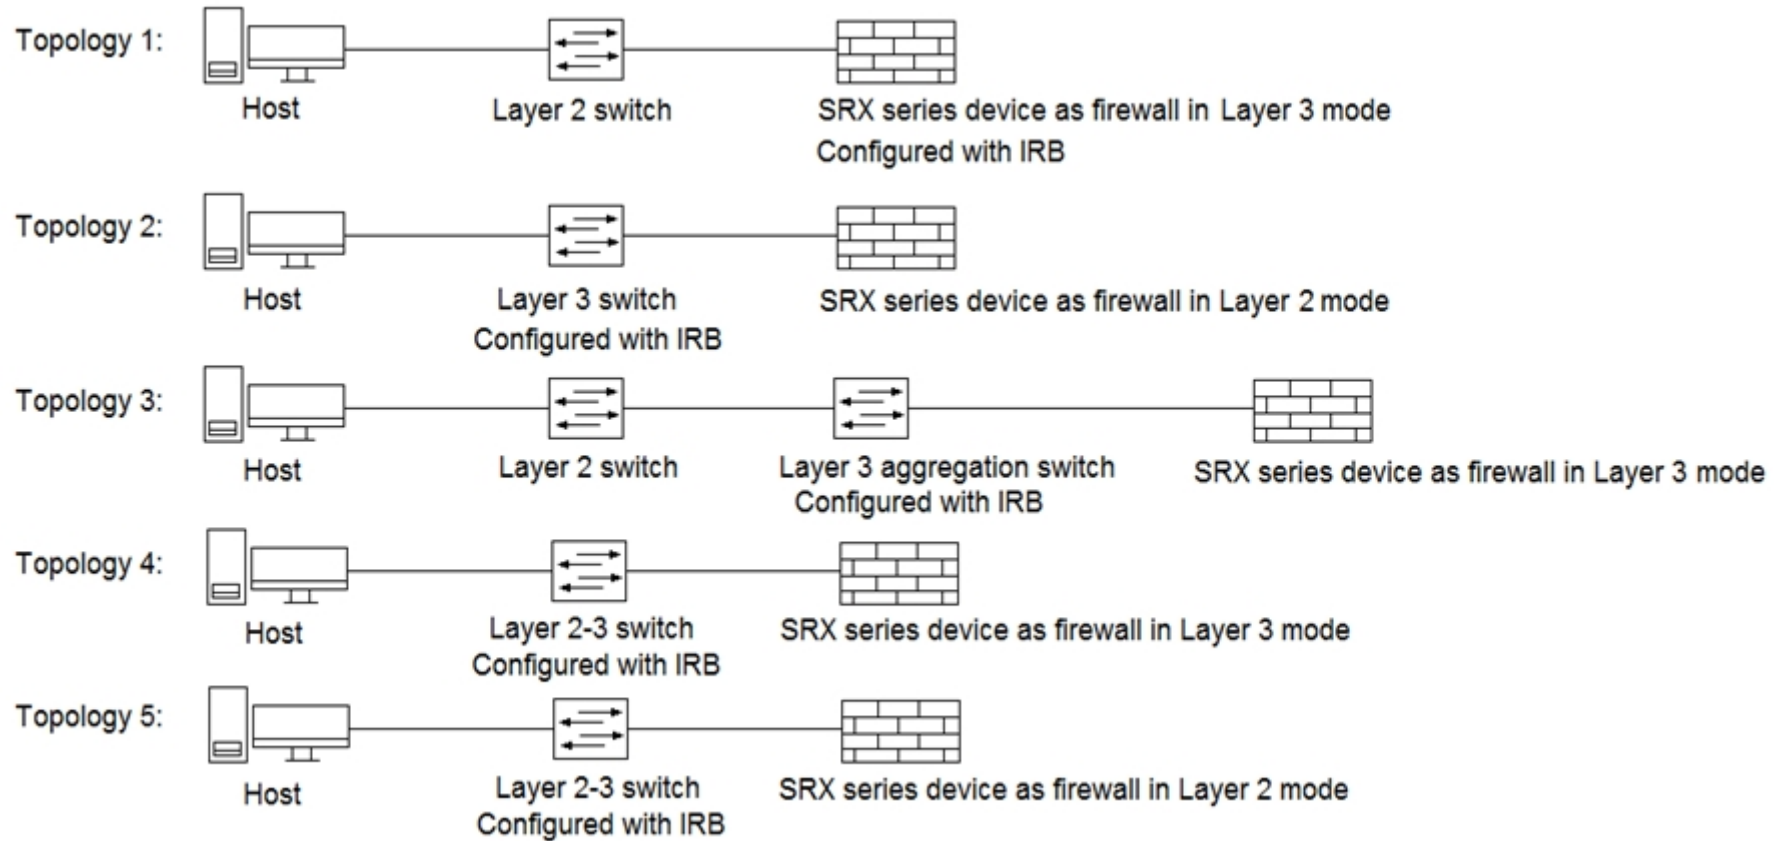 Topology 1:
Host
Layer 2 switch
SRX series device as firewall in Layer 3 mode
Configured with IRB
Topology 2:
Host
Layer 3 switch
Configured with IRB
SRX series device as firewall in Layer 2 mode
Topology 3:
Host
Layer 2 switch
Layer 3 aggregation switch
Configured with IRB
SRX series device as firewall in Layer 3 mode
Topology 4:
Host
Layer 2-3 switch
Configured with IRB
SRX series device as firewall in Layer 3 mode
Topology 5:
Host
Layer 2-3 switch
Configured with IRB
SRX series device as firewall in Layer 2 mode